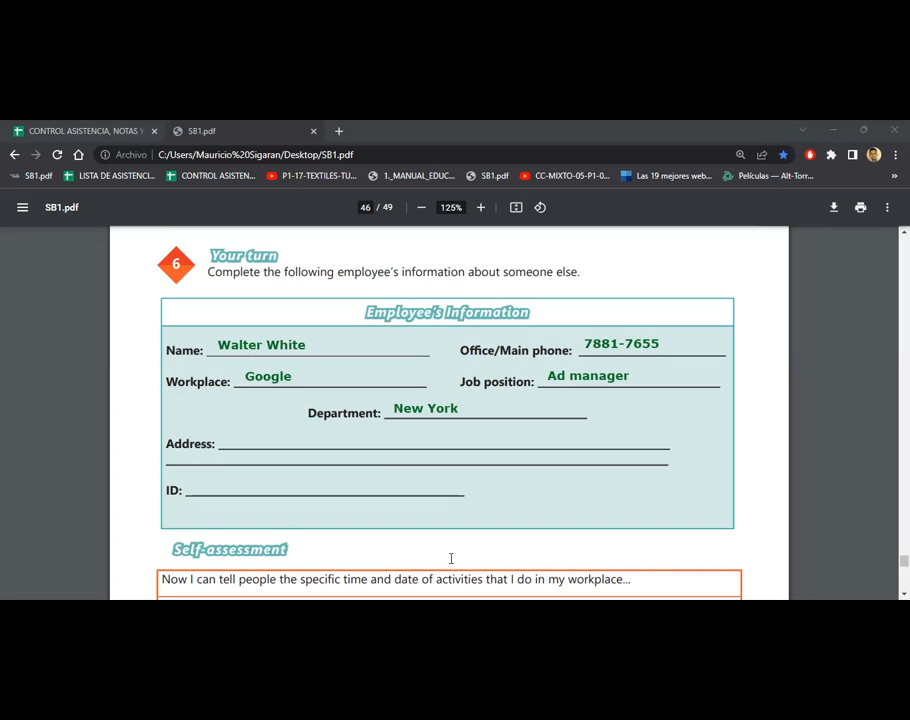 CONTROL ASISTENCIA, NOTAS Y
SB1.pdf
Archivo
C:/Users/Mauricio%20Sigaran/Desktop/SB1.pdf
SB1.pdf
LISTA DE ASISTENCI...
CONTROL ASISTEN...
P1-17-TEXTILES-TU...
1._MANUAL_EDUC...
SB1.pdf
CC-MIXTO-05-P1-0...
Las 19 mejores web...
Películas — Alt-Torr...
»
SB1.pdf
46 / 49
125%
6
Your turn
Complete the following employee's information about someone else.
Employee's Information
Name: Walter White
Office/Main phone: 7881-7655
Workplace: Google
Job position: Ad manager
Department: New York
Address:
ID:
Self-assessment
Now I can tell people the specific time and date of activities that I do in my workplace...